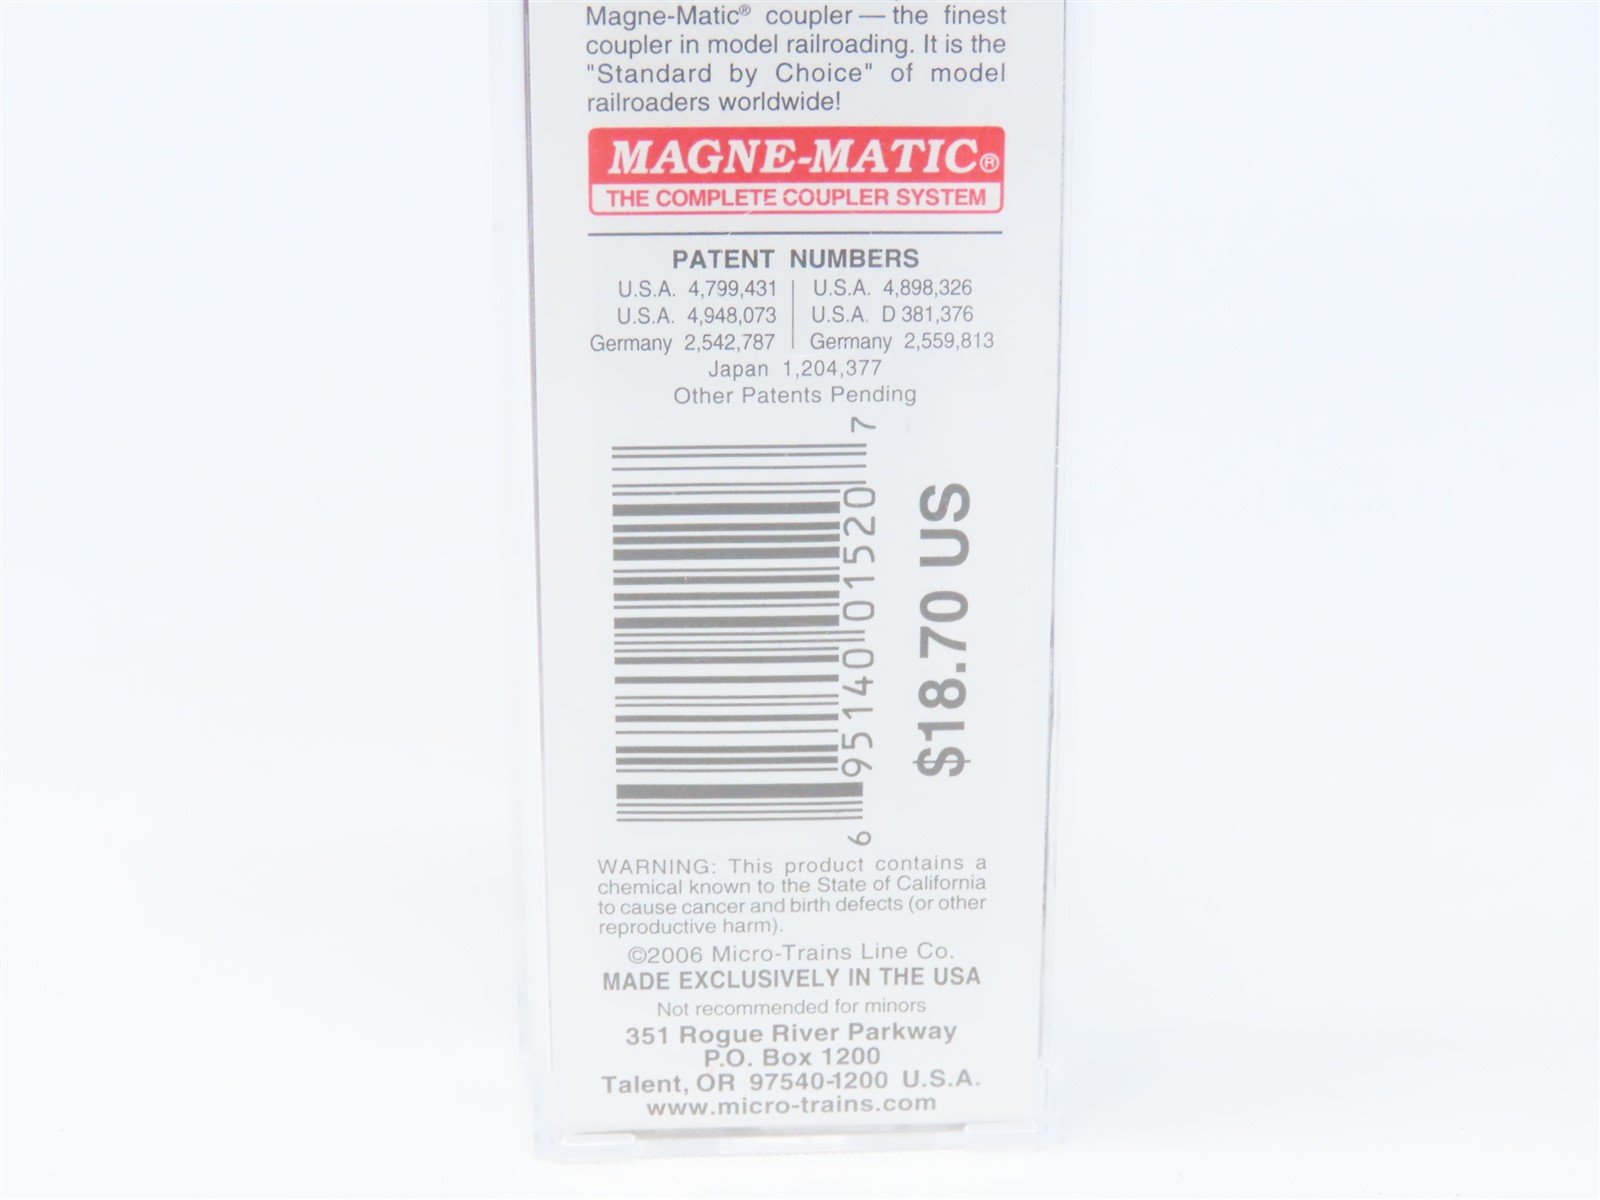 Magne-Matic® coupler — the finest
coupler in model railroading. It is the
"Standard by Choice" of model
railroaders worldwide!
MAGNE-MATIC®
THE COMPLETE COUPLER SYSTEM
PATENT NUMBERS
U.S.A. 4,799,431 | U.S.A. 4,898,326
U.S.A. 4,948,073 | U.S.A. D 381,376
Germany 2,542,787 | Germany 2,559,813
Japan 1,204,377
Other Patents Pending
6 95140 01520 7
$18.70 US
WARNING: This product contains a
chemical known to the State of California
to cause cancer and birth defects (or other
reproductive harm).
©2006 Micro-Trains Line Co.
MADE EXCLUSIVELY IN THE USA
Not recommended for minors
351 Rogue River Parkway
P.O. Box 1200
Talent, OR 97540-1200 U.S.A.
www.micro-trains.com